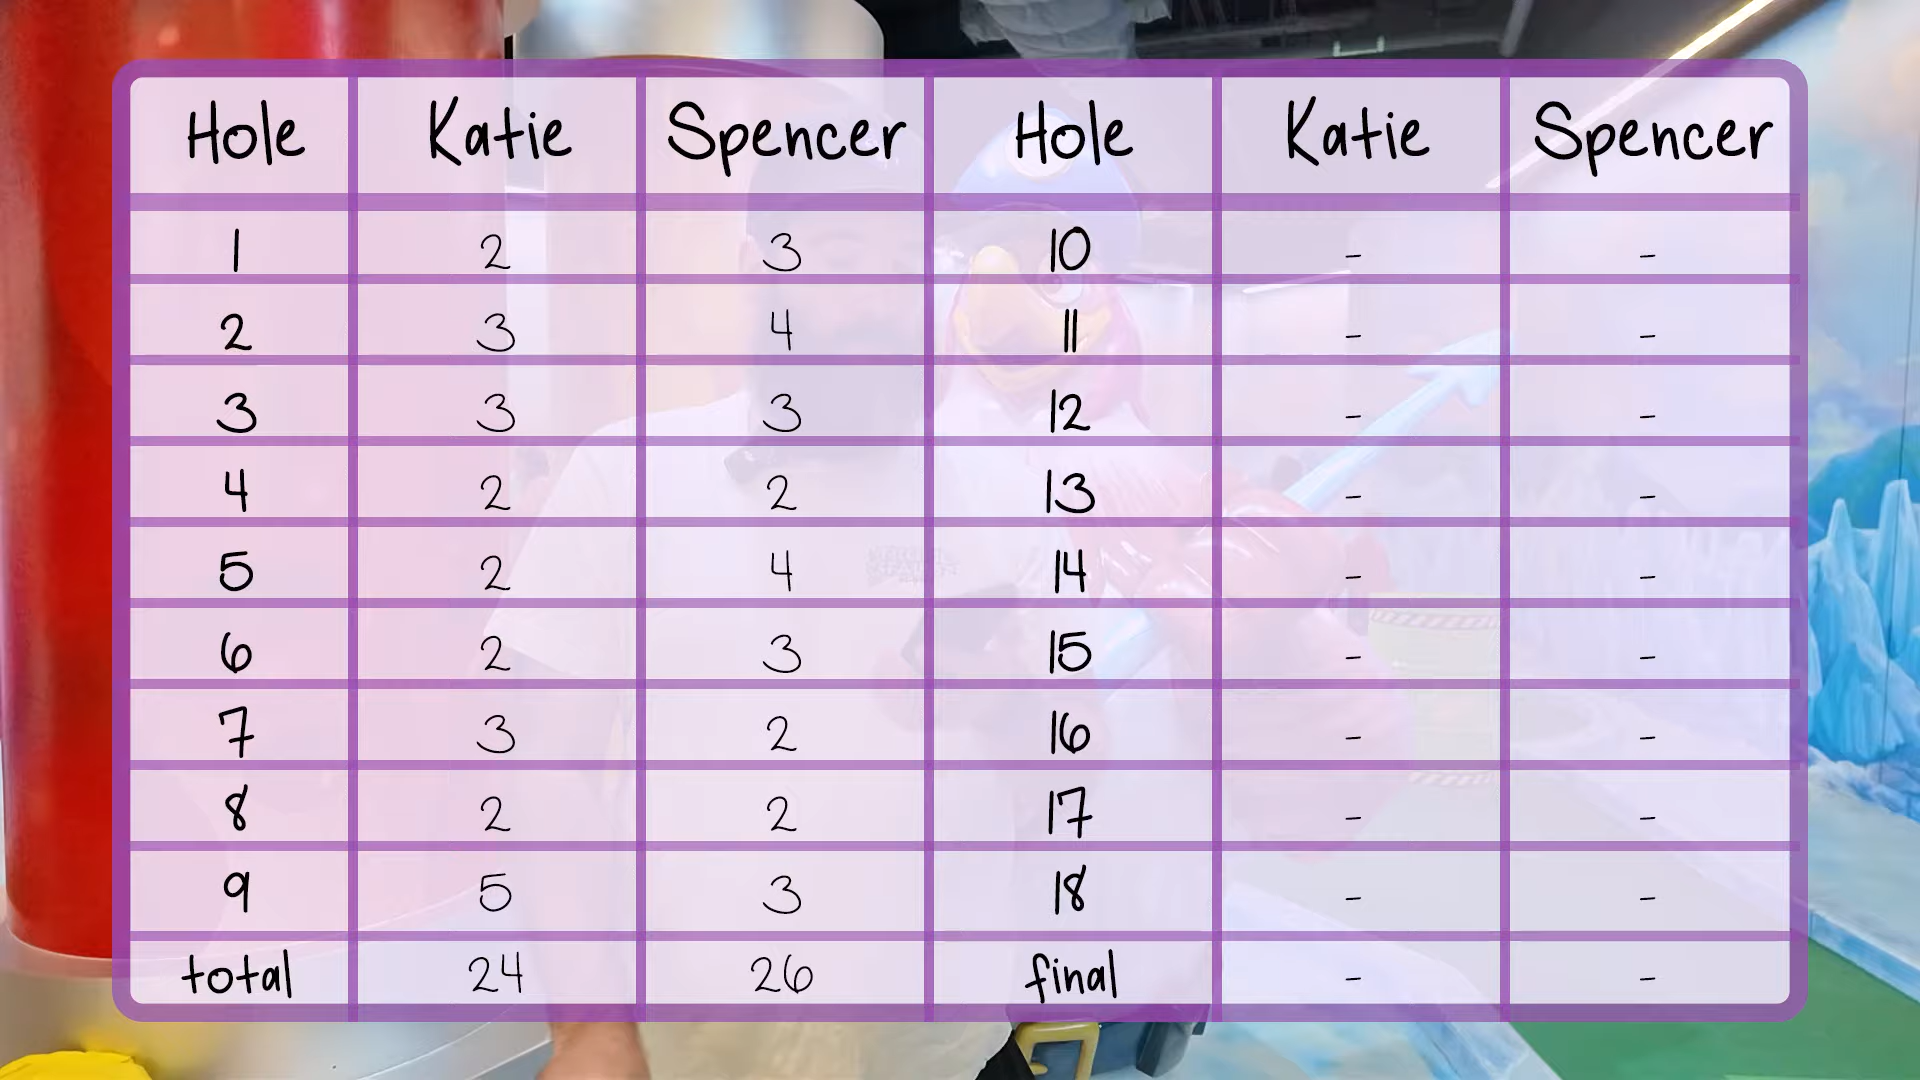 Hole Katie Spencer Hole Katie Spencer
1 2 3 10 - -
2 3 4 11 - -
3 3 3 12 - -
4 2 2 13 - -
5 2 4 14 - -
6 2 3 15 - -
7 3 2 16 - -
8 2 2 17 - -
9 5 3 18 - -
total 24 26 final - -